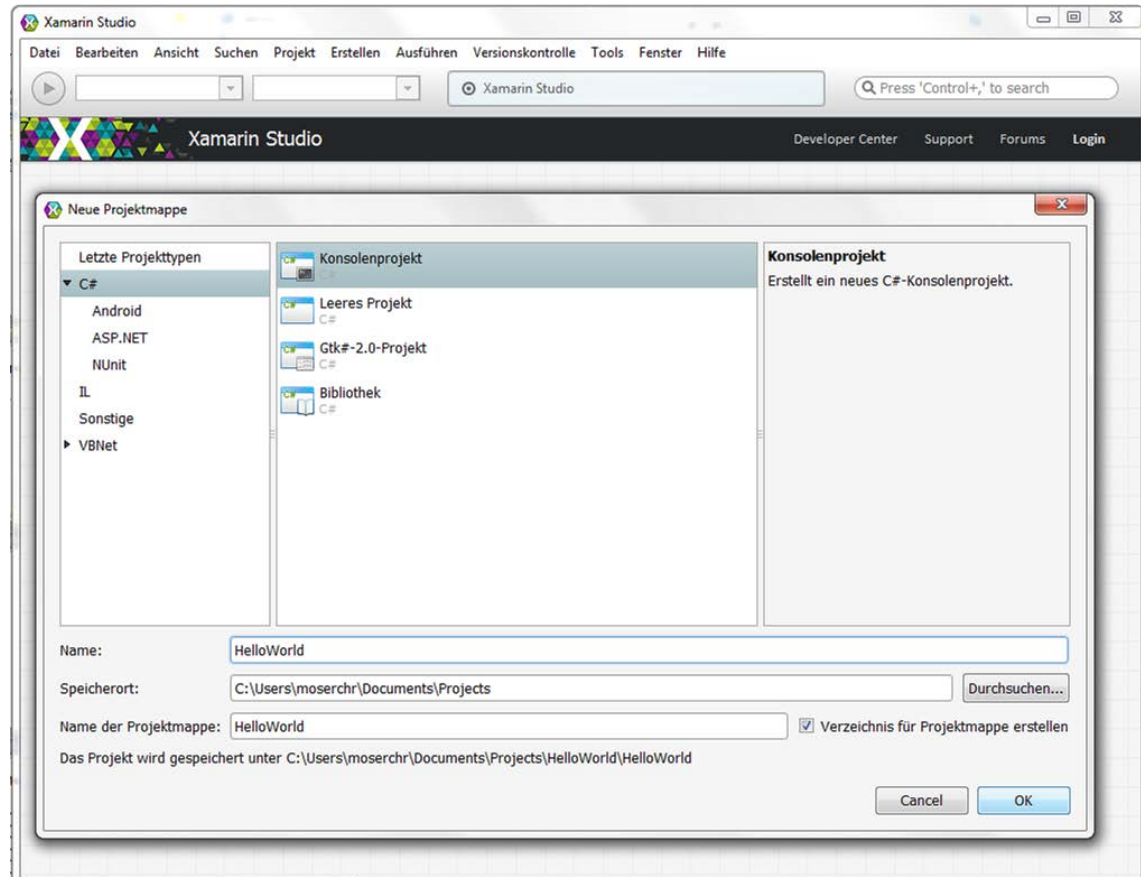 Xamarin Studio
Datei Bearbeiten Ansicht Suchen Projekt Erstellen Ausführen Versionskontrolle Tools Fenster Hilfe
Xamarin Studio
Press 'Control+,' to search
Xamarin Studio
Developer Center Support Forums Login
Neue Projektmappe
Letzte Projekttypen
C#
Android
ASP.NET
NUnit
IL
Sonstige
VBNet
Konsolenprojekt
C#
Leeres Projekt
C#
Gtk#-2.0-Projekt
C#
Bibliothek
C#
Konsolenprojekt
Erstellt ein neues C#-Konsolenprojekt.
Name: HelloWorld
Speicherort: C:\Users\moserchr\Documents\Projects Durchsuchen...
Name der Projektmappe: HelloWorld Verzeichnis für Projektmappe erstellen
Das Projekt wird gespeichert unter C:\Users\moserchr\Documents\Projects\HelloWorld\HelloWorld
Cancel OK